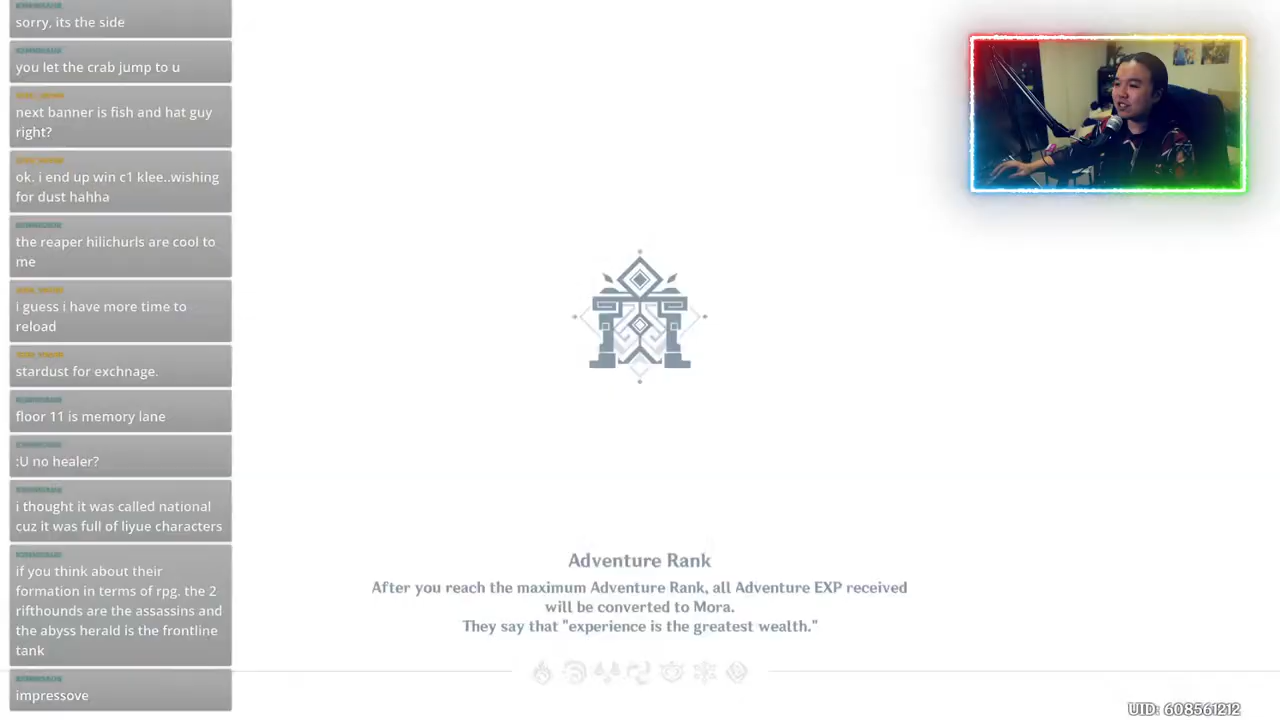 sorry, its the side
you let the crab jump to u
next banner is fish and hat guy
right?
ok. i end up win c1 klee..wishing
for dust hahha
the reaper hilichurls are cool to
me
i guess i have more time to
reload
stardust for exchnage.
floor 11 is memory lane
:U no healer?
i thought it was called national
cuz it was full of liyue characters
if you think about their
formation in terms of rpg. the 2
rifthounds are the assassins and
the abyss herald is the frontline
tank
impressove
Adventure Rank
After you reach the maximum Adventure Rank, all Adventure EXP received
will be converted to Mora.
They say that "experience is the greatest wealth."
UID: 608561212